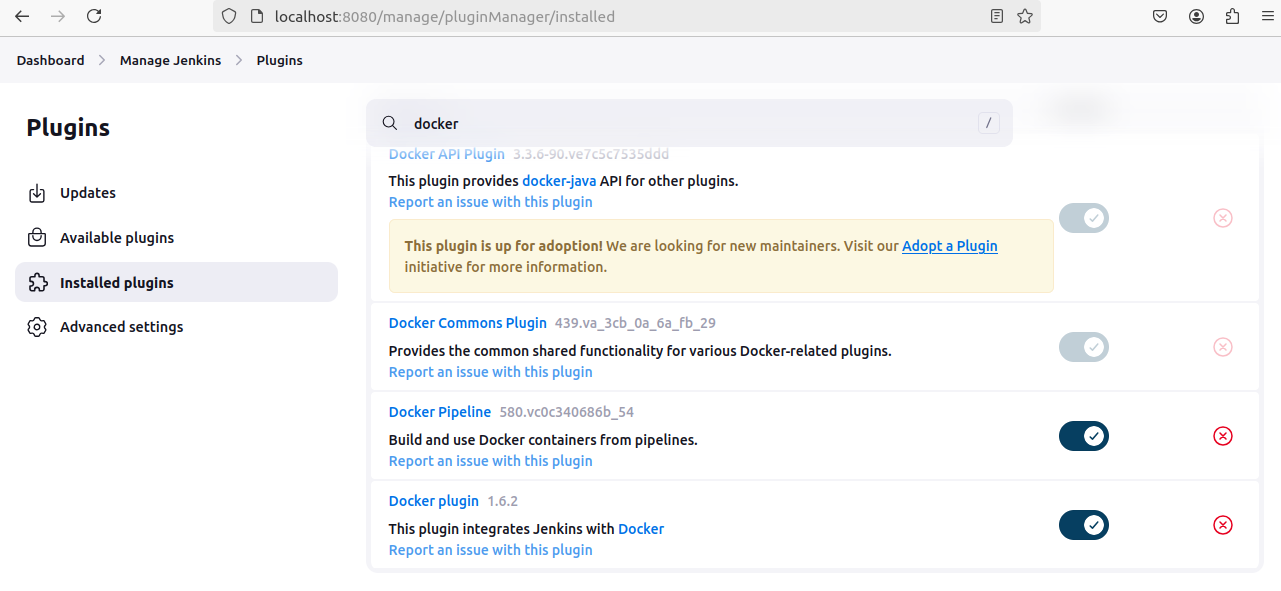 localhost:8080/manage/pluginManager/installed
Dashboard > Manage Jenkins > Plugins
Plugins
Updates
Available plugins
Installed plugins
Advanced settings
docker /
Docker API Plugin 3.3.6-90.ve7c5c7535ddd
This plugin provides docker-java API for other plugins.
Report an issue with this plugin
This plugin is up for adoption! We are looking for new maintainers. Visit our Adopt a Plugin
initiative for more information.
Docker Commons Plugin 439.va_3cb_0a_6a_fb_29
Provides the common shared functionality for various Docker-related plugins.
Report an issue with this plugin
Docker Pipeline 580.vc0c340686b_54
Build and use Docker containers from pipelines.
Report an issue with this plugin
Docker plugin 1.6.2
This plugin integrates Jenkins with Docker
Report an issue with this plugin